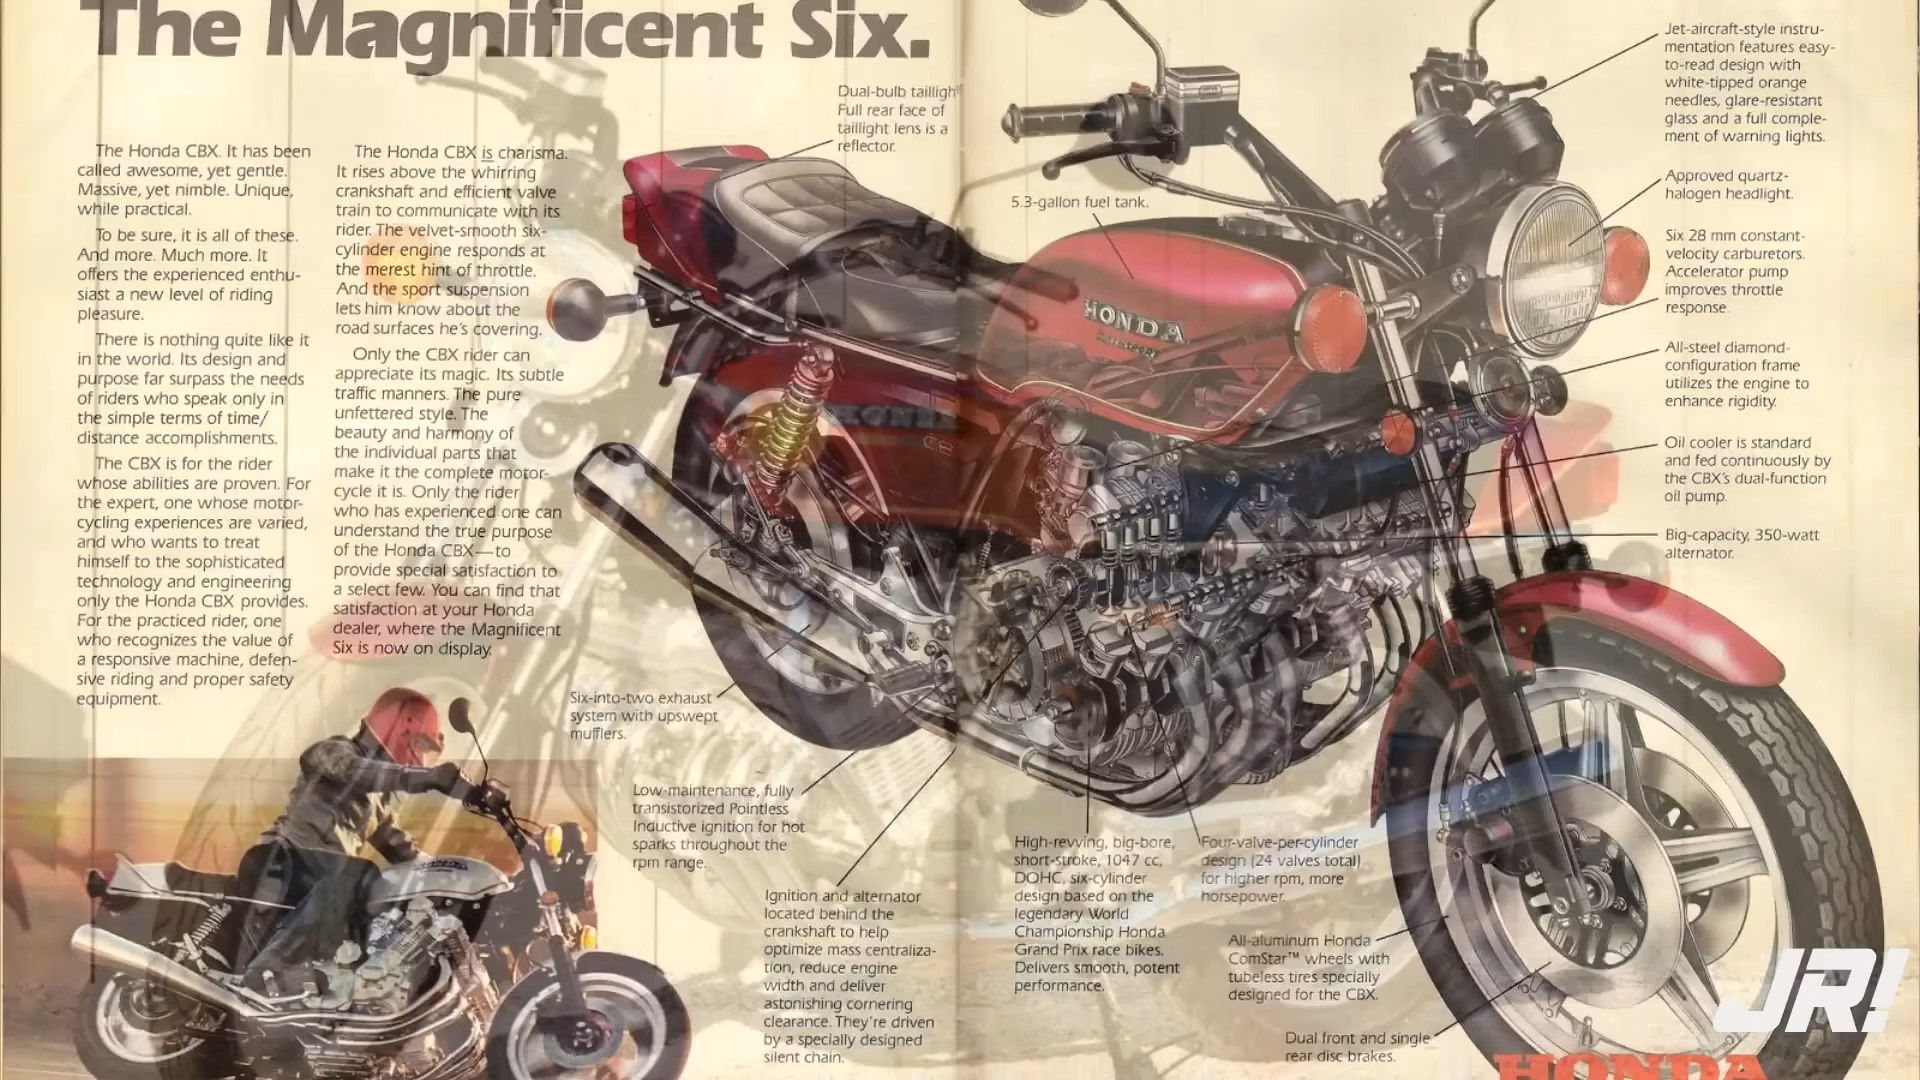 The Magnificent Six.
The Honda CBX. It has been
called awesome, yet gentle.
Massive, yet nimble. Unique,
while practical.
To be sure, it is all of these.
And more. Much more. It
offers the experienced enthu-
siast a new level of riding
pleasure.
There is nothing quite like it
in the world. Its design and
purpose far surpass the needs
of riders who speak only in
the simple terms of time/
distance accomplishments.
The CBX is for the rider
whose abilities are proven. For
the expert, one whose motor-
cycling experiences are varied,
and who wants to treat
himself to the sophisticated
technology and engineering
only the Honda CBX provides.
For the practiced rider, one
who recognizes the value of
a responsive machine, defen-
sive riding and proper safety
equipment.
The Honda CBX is charisma.
It rises above the whirring
crankshaft and efficient valve
train to communicate with its
rider. The velvet-smooth six-
cylinder engine responds at
the merest hint of throttle.
And the sport suspension
lets him know about the
road surfaces he's covering.
Only the CBX rider can
appreciate its magic. Its subtle
traffic manners. The pure
unfettered style. The
beauty and harmony of
the individual parts that
make it the complete motor-
cycle it is. Only the rider
who has experienced one can
understand the true purpose
of the Honda CBX—to
provide special satisfaction to
a select few. You can find that
satisfaction at your Honda
dealer, where the Magnificent
Six is now on display.
Dual-bulb tailligh
Full rear face of
taillight lens is a
reflector.
5.3-gallon fuel tank.
HONDA
HONDA
Jet-aircraft-style instru-
mentation features easy-
to-read design with
white-tipped orange
needles, glare-resistant
glass and a full comple-
ment of warning lights.
Approved quartz-
halogen headlight.
Six 28 mm constant-
velocity carburetors.
Accelerator pump
improves throttle
response.
All-steel diamond-
configuration frame
utilizes the engine to
enhance rigidity.
Oil cooler is standard
and fed continuously by
the CBX's dual-function
oil pump.
Big-capacity, 350-watt
alternator.
Six-into-two exhaust
system with upswept
mufflers.
Low-maintenance, fully
transistorized Pointless
Inductive ignition for hot
sparks throughout the
rpm range.
Ignition and alternator
located behind the
crankshaft to help
optimize mass centraliza-
tion, reduce engine
width and deliver
astonishing cornering
clearance. They're driven
by a specially designed
silent chain.
High-revving, big-bore,
short-stroke, 1047 cc,
DOHC, six-cylinder
design based on the
legendary World
Championship Honda
Grand Prix race bikes.
Delivers smooth, potent
performance.
Four-valve-per-cylinder
design (24 valves total)
for higher rpm, more
horsepower.
All-aluminum Honda
ComStar™ wheels with
tubeless tires specially
designed for the CBX.
Dual front and single
rear disc brakes.
JR!
HONDA